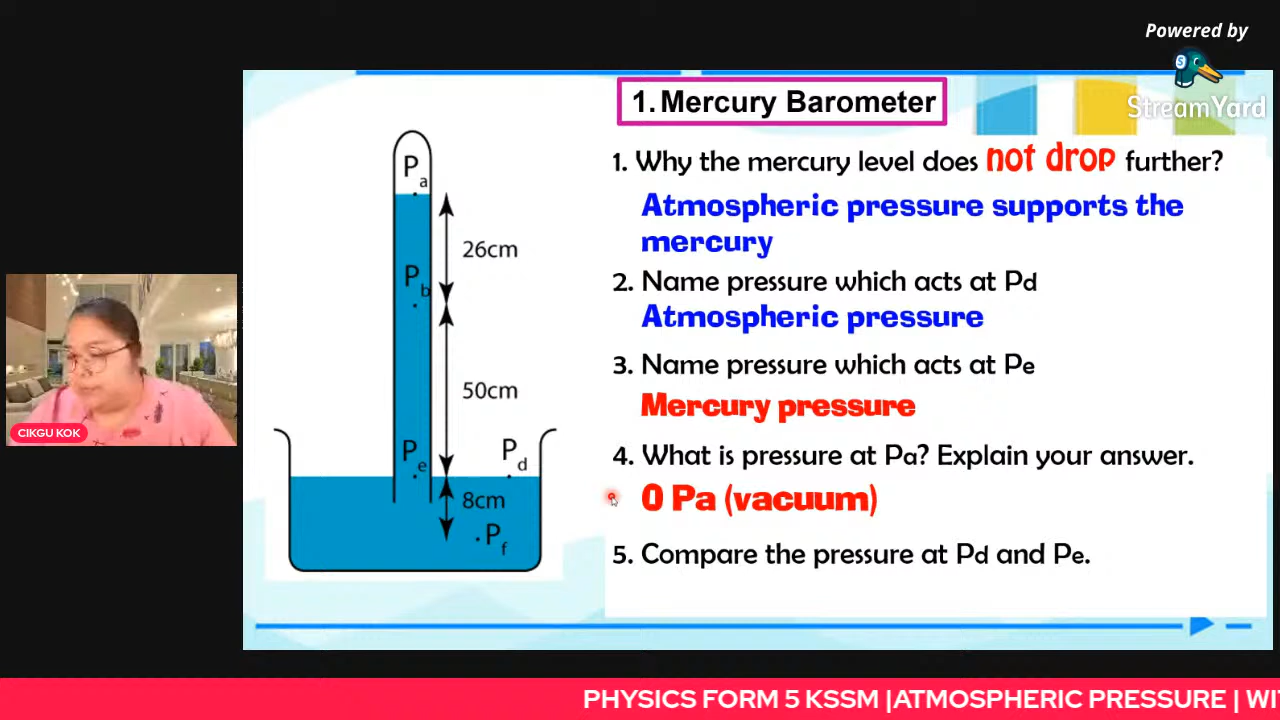 Powered by
StreamYard
1. Mercury Barometer
1. Why the mercury level does not drop further?
Atmospheric pressure supports the
mercury
2. Name pressure which acts at Pd
Atmospheric pressure
3. Name pressure which acts at Pe
Mercury pressure
4. What is pressure at Pa? Explain your answer.
0 Pa (vacuum)
5. Compare the pressure at Pd and Pe.
Pa
26cm
Pb
50cm
Pe
Pd
8cm
Pf
CIKGU KOK
PHYSICS FORM 5 KSSM |ATMOSPHERIC PRESSURE | WI